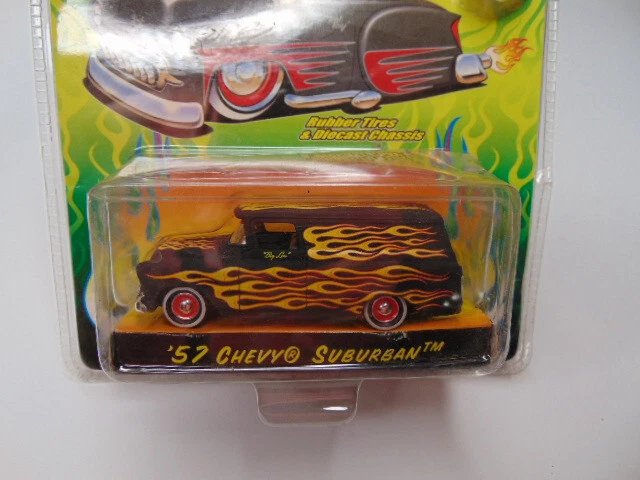 Rubber Tires
& Diecast Chassis
'57 CHEVY® SUBURBAN™